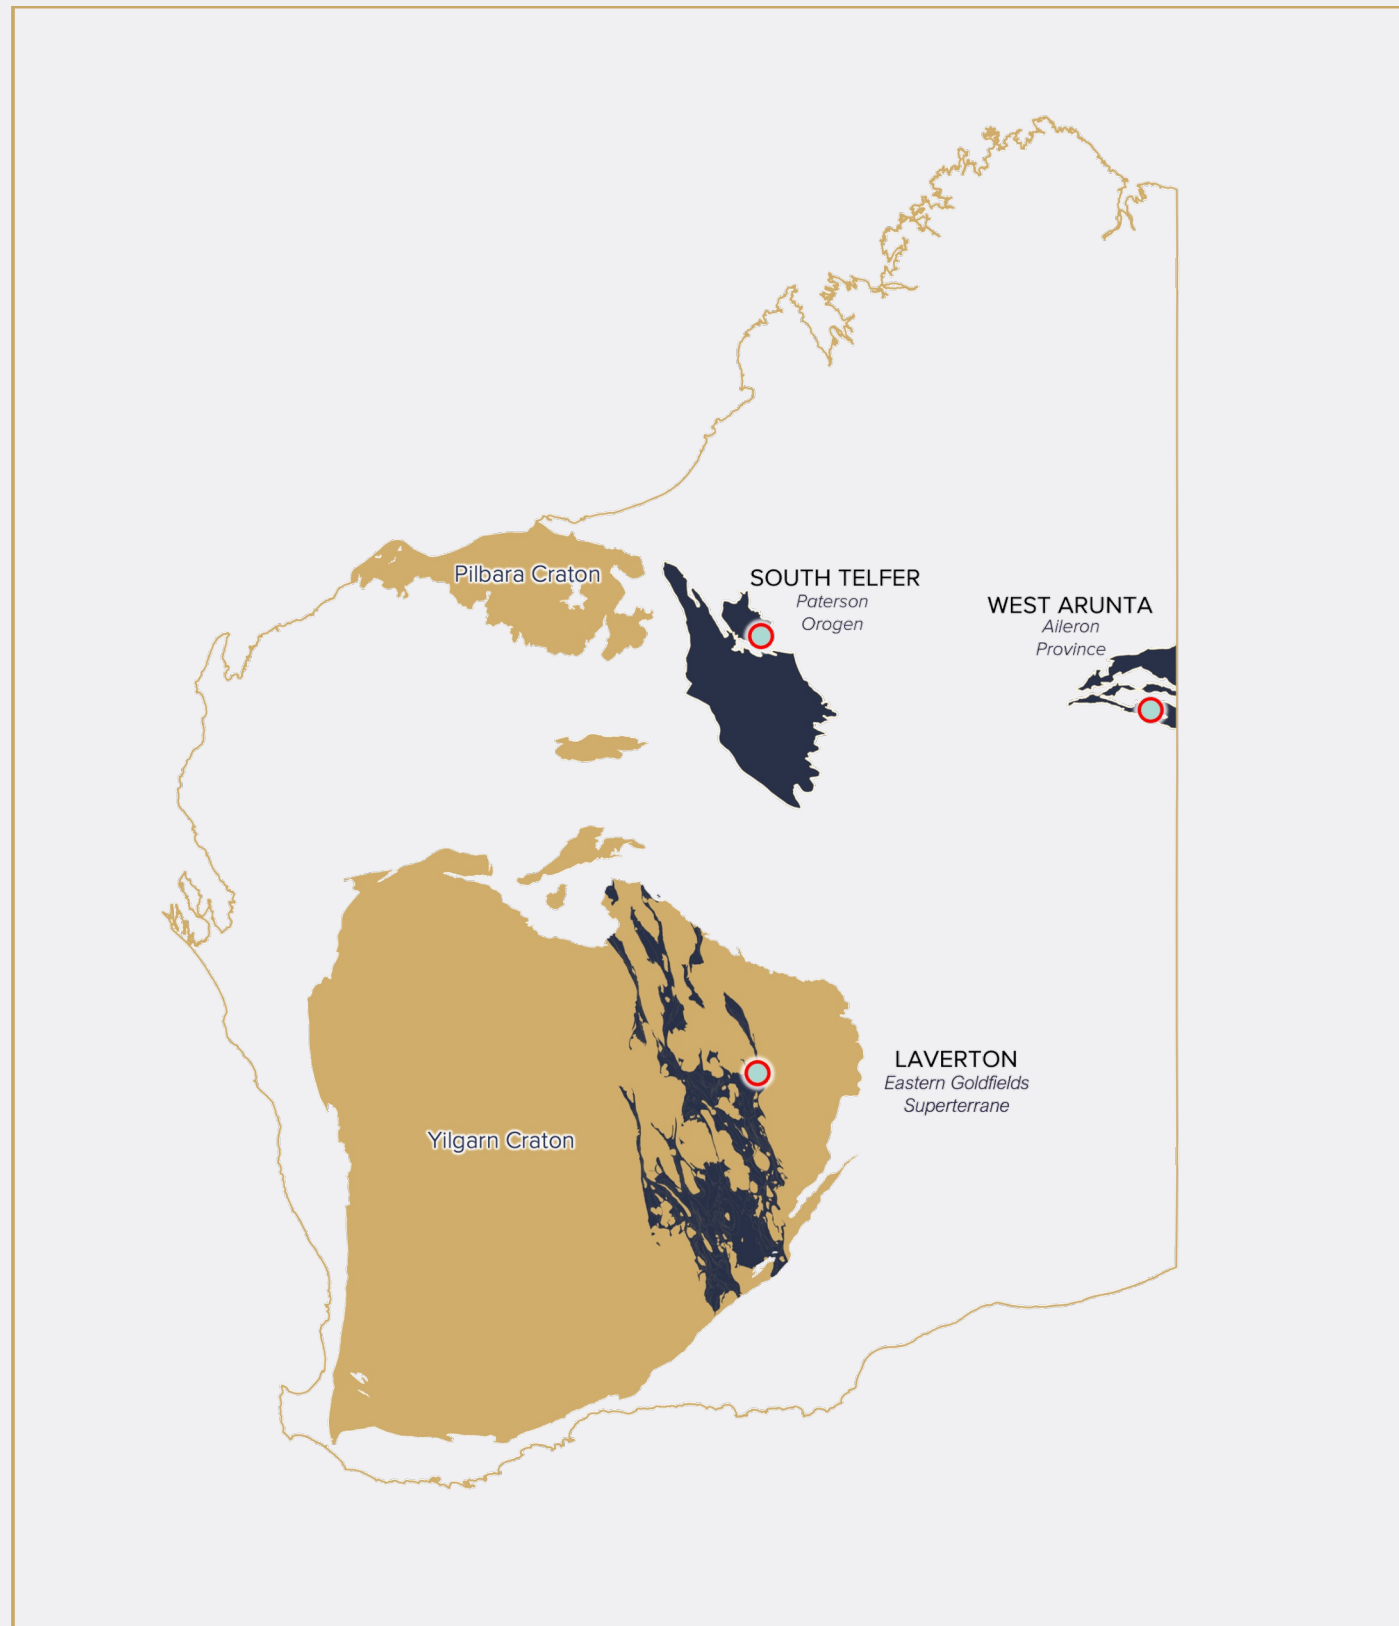 Pilbara Craton
SOUTH TELFER
Paterson
Orogen
WEST ARUNTA
Aileron
Province
LAVERTON
Eastern Goldfields
Superterrane
Yilgarn Craton